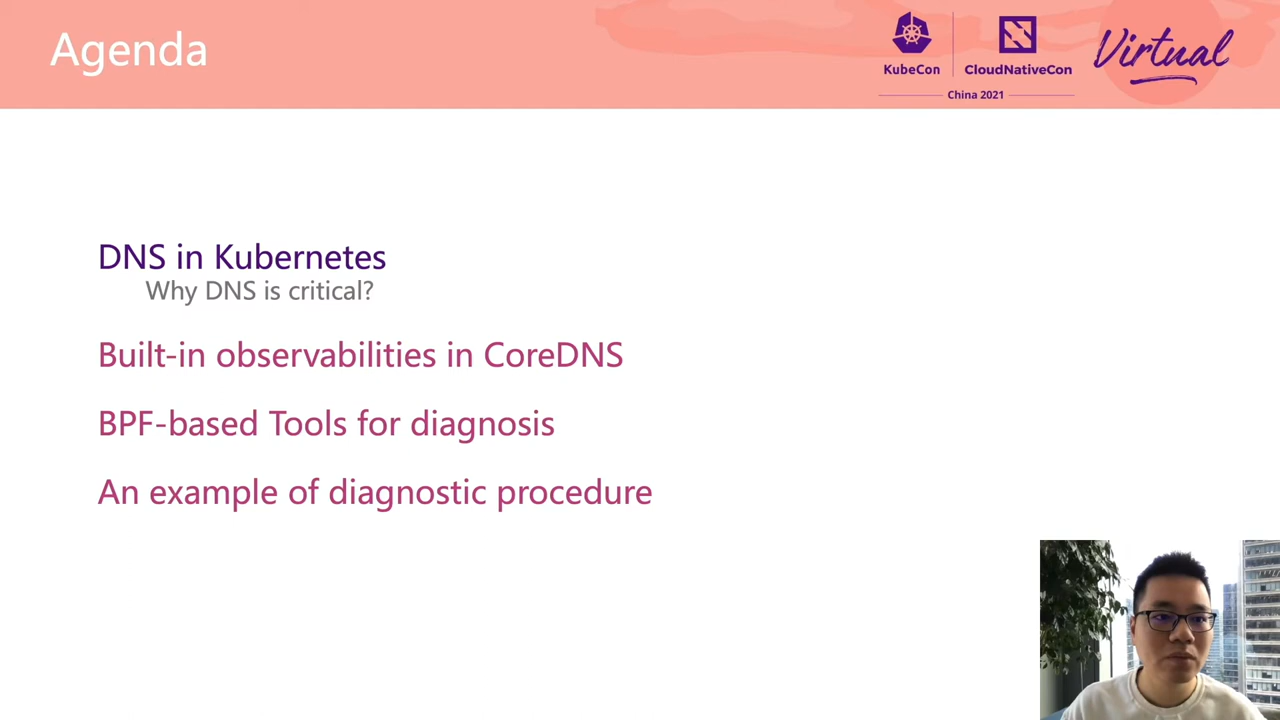 Agenda
KubeCon
CloudNativeCon
China 2021
Virtual
DNS in Kubernetes
Why DNS is critical?
Built-in observabilities in CoreDNS
BPF-based Tools for diagnosis
An example of diagnostic procedure